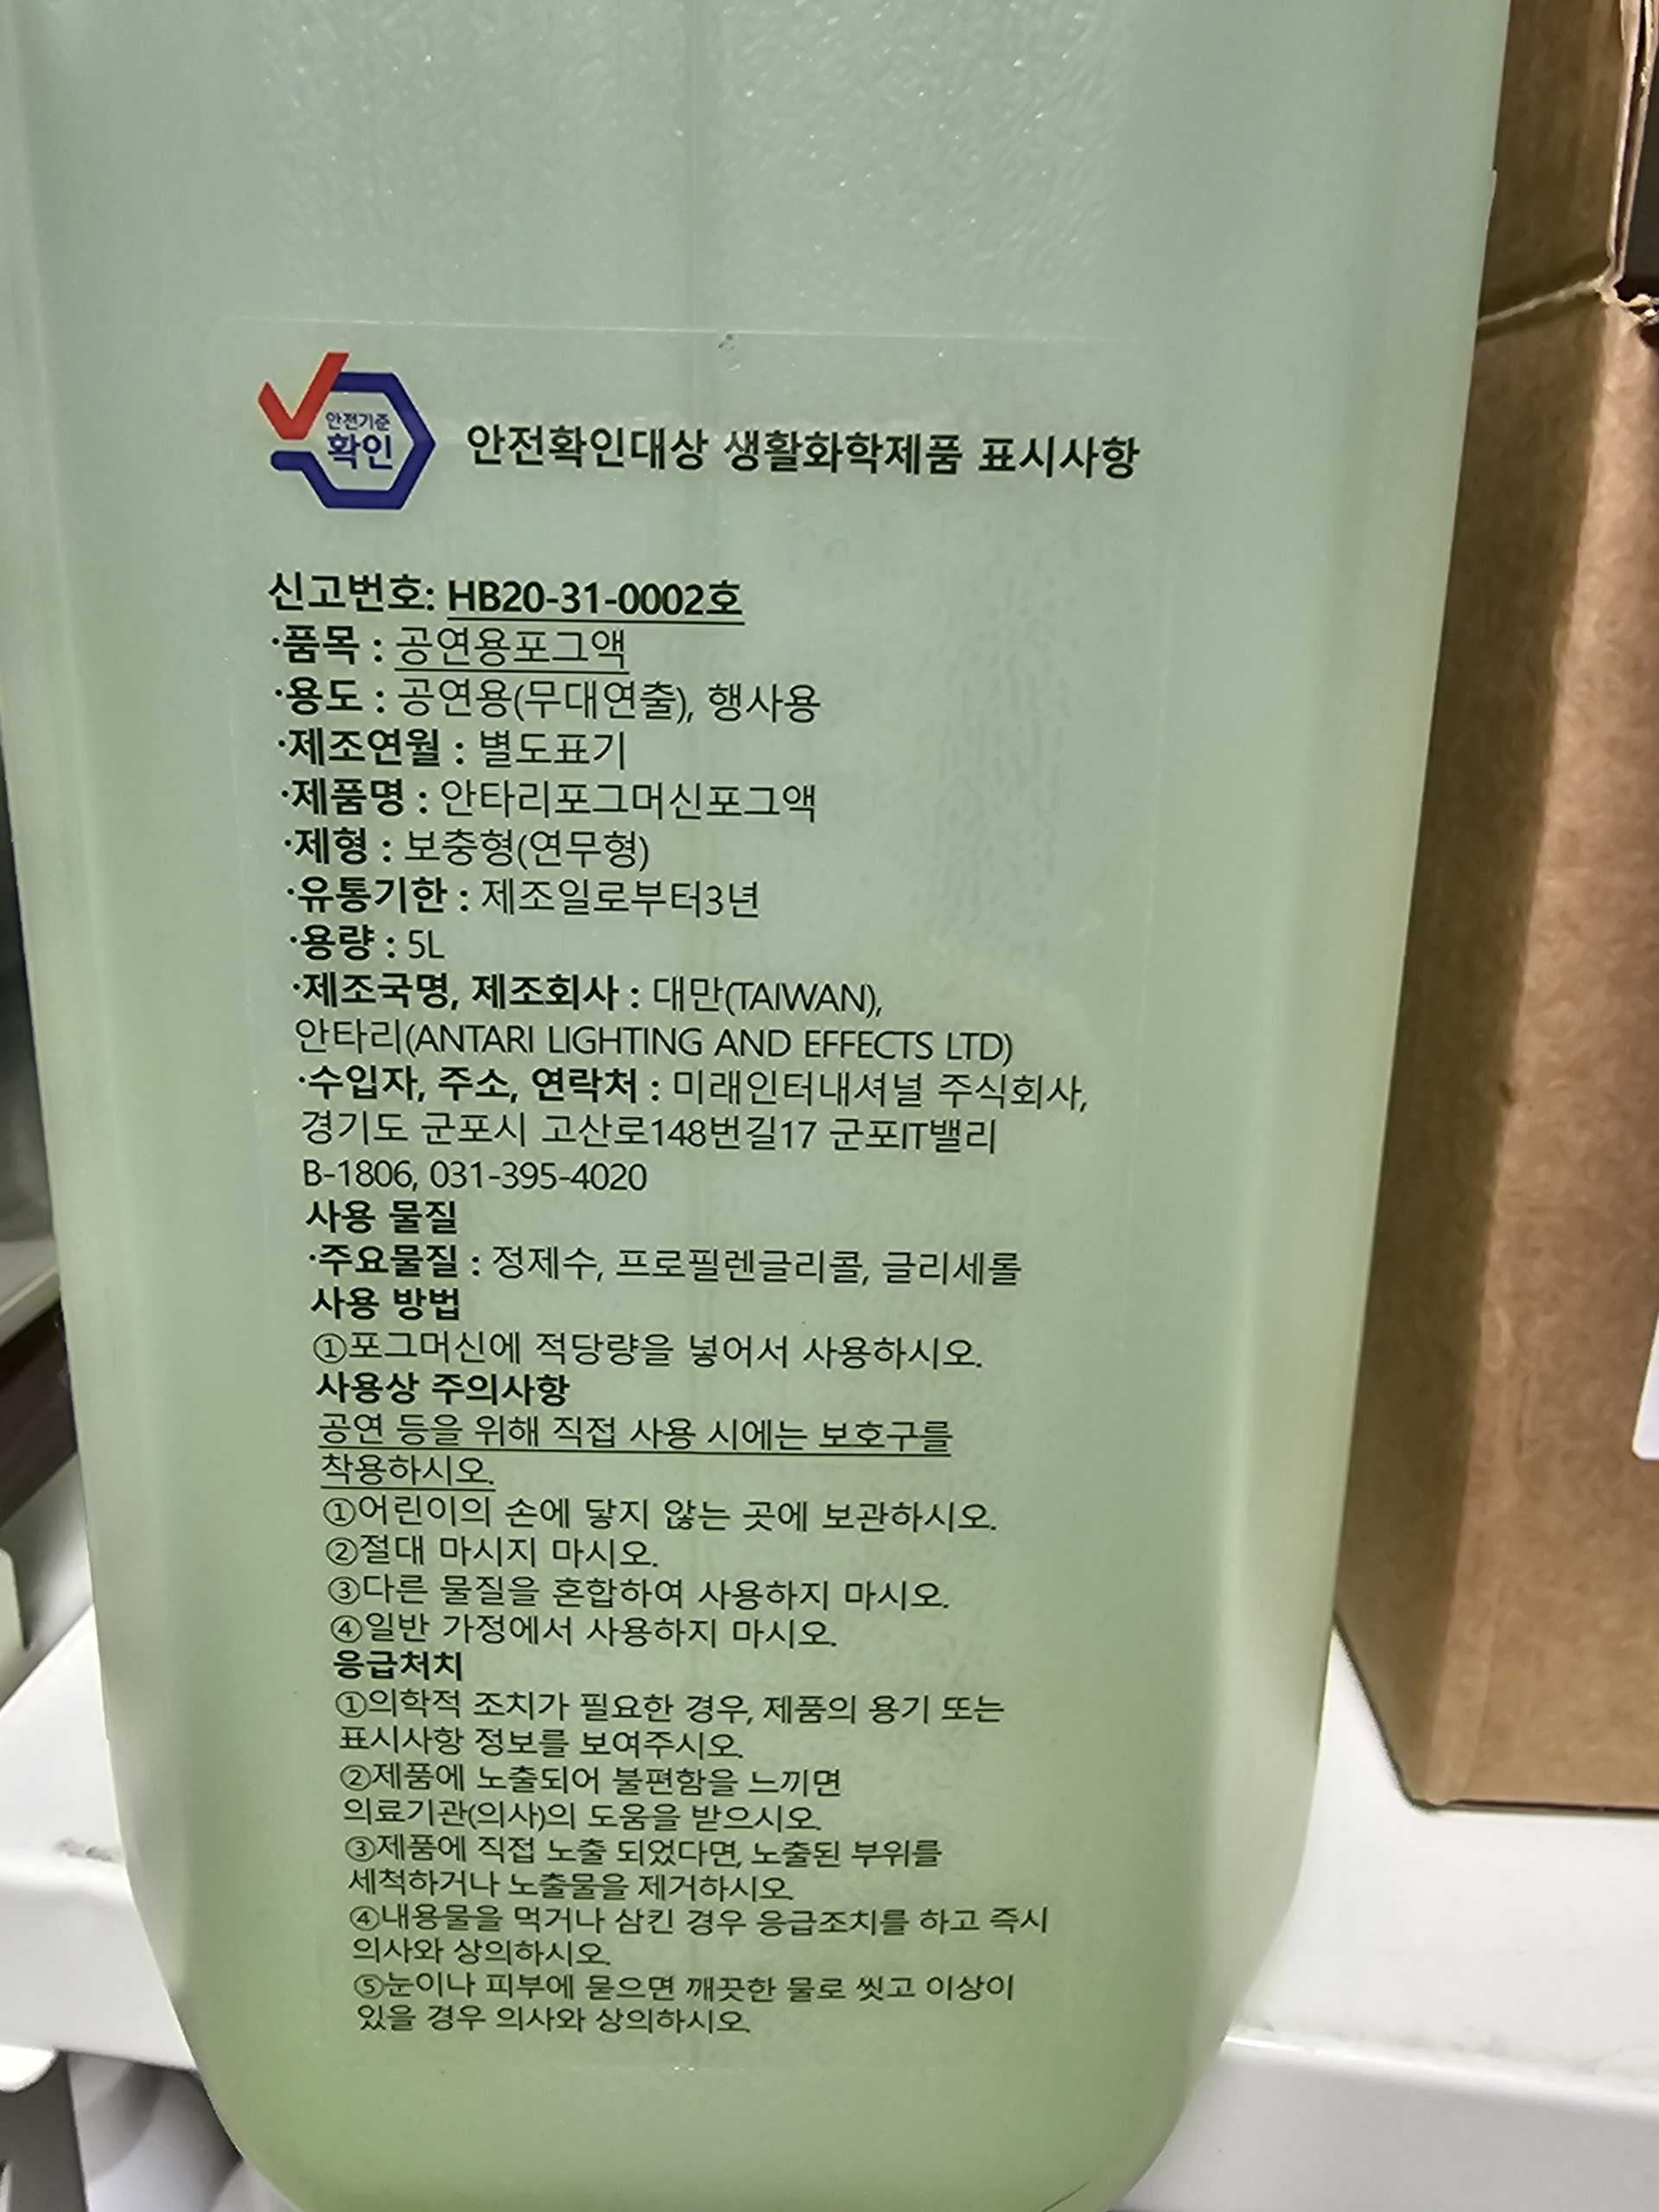 안전기준
확인
안전확인대상 생활화학제품 표시사항
신고번호: HB20-31-0002호
·품목 : 공연용포그액
·용도 : 공연용(무대연출), 행사용
·제조연월 : 별도표기
·제품명 : 안타리포그머신포그액
·제형 : 보충형(연무형)
·유통기한 : 제조일로부터3년
·용량 : 5L
·제조국명, 제조회사 : 대만(TAIWAN),
안타리(ANTARI LIGHTING AND EFFECTS LTD)
·수입자, 주소, 연락처 : 미래인터내셔널 주식회사,
경기도 군포시 고산로148번길17 군포IT밸리
B-1806, 031-395-4020
사용 물질
·주요물질 : 정제수, 프로필렌글리콜, 글리세롤
사용 방법
①포그머신에 적당량을 넣어서 사용하시오.
사용상 주의사항
공연 등을 위해 직접 사용 시에는 보호구를
착용하시오.
①어린이의 손에 닿지 않는 곳에 보관하시오.
②절대 마시지 마시오.
③다른 물질을 혼합하여 사용하지 마시오.
④일반 가정에서 사용하지 마시오.
응급처치
①의학적 조치가 필요한 경우, 제품의 용기 또는
표시사항 정보를 보여주시오.
②제품에 노출되어 불편함을 느끼면
의료기관(의사)의 도움을 받으시오.
③제품에 직접 노출 되었다면, 노출된 부위를
세척하거나 노출물을 제거하시오.
④내용물을 먹거나 삼킨 경우 응급조치를 하고 즉시
의사와 상의하시오.
⑤눈이나 피부에 묻으면 깨끗한 물로 씻고 이상이
있을 경우 의사와 상의하시오.